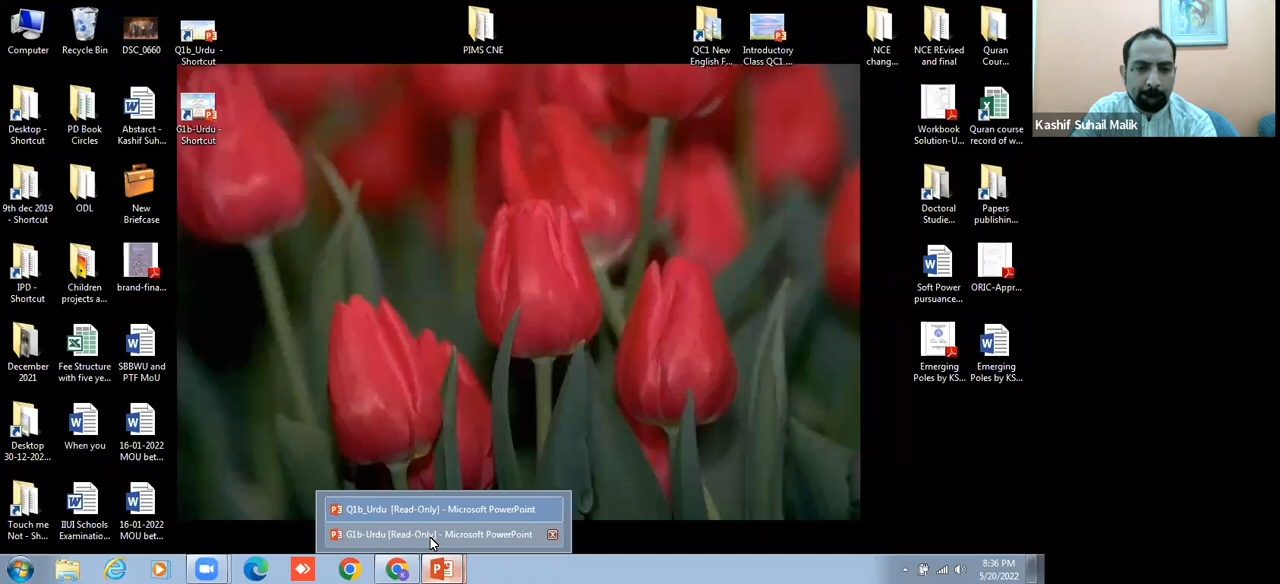 Computer
Recycle Bin
DSC_0660
Q1b_Urdu -
Shortcut
PIMS CNE
QC1 New
English F...
Introductory
Class QC1 ...
NCE
chang...
NCE REvised
and final
Quran
Cour...
Kashif Suhail Malik
Desktop -
Shortcut
PD Book
Circles
Abstarct -
Kashif Suh...
G1b-Urdu -
Shortcut
Workbook
Solution-U...
Quran course
record of w...
9th dec 2019
- Shortcut
ODL
New
Briefcase
Doctoral
Studie...
Papers
publishin...
IPD -
Shortcut
Children
projects a...
brand-fina...
Soft Power
pursuance...
ORIC-Appr...
December
2021
Fee Structure
with five ye...
SBBWU and
PTF MoU
Emerging
Poles by KS...
Emerging
Poles by KS...
Desktop
30-12-202...
When you
16-01-2022
MOU bet...
Touch me
Not - Sh...
IIUI Schools
Examinatio...
16-01-2022
MOU bet...
Q1b_Urdu [Read-Only] - Microsoft PowerPoint
G1b-Urdu [Read-Only] - Microsoft PowerPoint
8:36 PM
5/20/2022